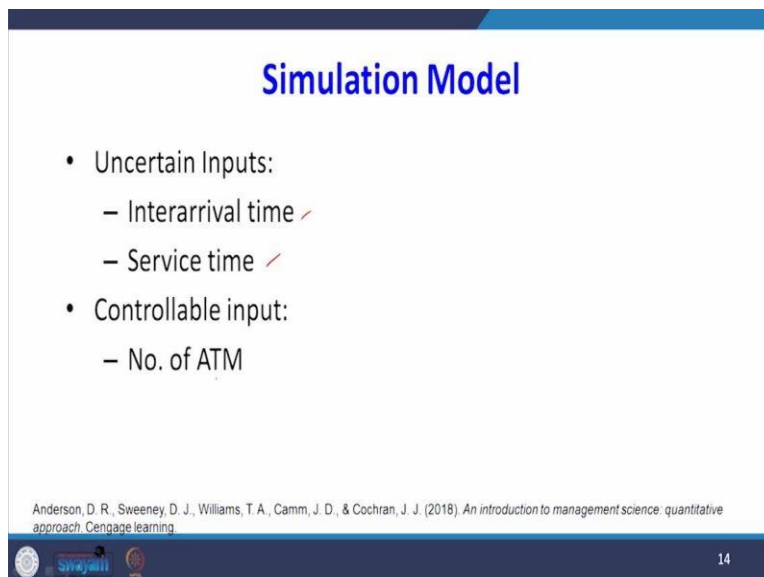 Simulation Model
• Uncertain Inputs:
– Interarrival time
– Service time
• Controllable input:
– No. of ATM
Anderson, D. R., Sweeney, D. J., Williams, T. A., Camm, J. D., & Cochran, J. J. (2018). An introduction to management science: quantitative
approach. Cengage learning.
swayam
14